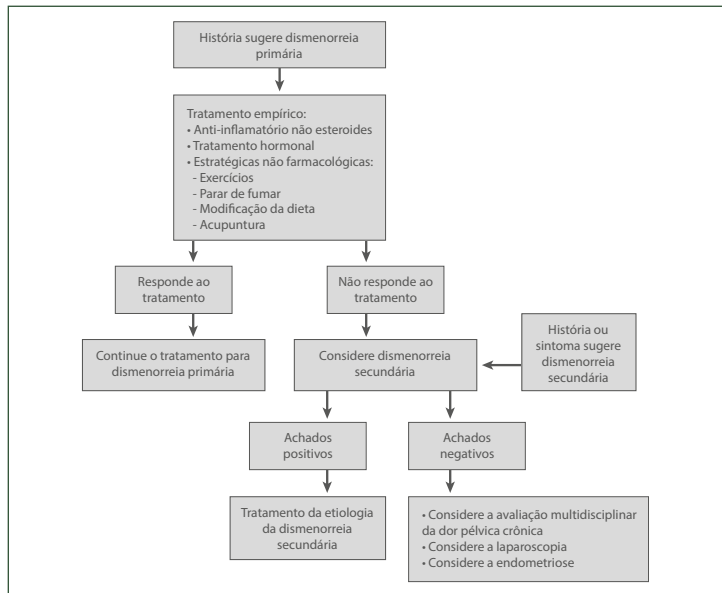 História sugere dismenorreia
primária
Tratamento empírico:
• Anti-inflamatório não esteroides
• Tratamento hormonal
• Estratégicas não farmacológicas:
- Exercícios
- Parar de fumar
- Modificação da dieta
- Acupuntura
Responde ao
tratamento
Não responde ao
tratamento
Continue o tratamento para
dismenorreia primária
Considere dismenorreia
secundária
História ou
sintoma sugere
dismenorreia
secundária
Achados
positivos
Achados
negativos
Tratamento da etiologia
da dismenorreia
secundária
• Considere a avaliação multidisciplinar
da dor pélvica crônica
• Considere a laparoscopia
• Considere a endometriose